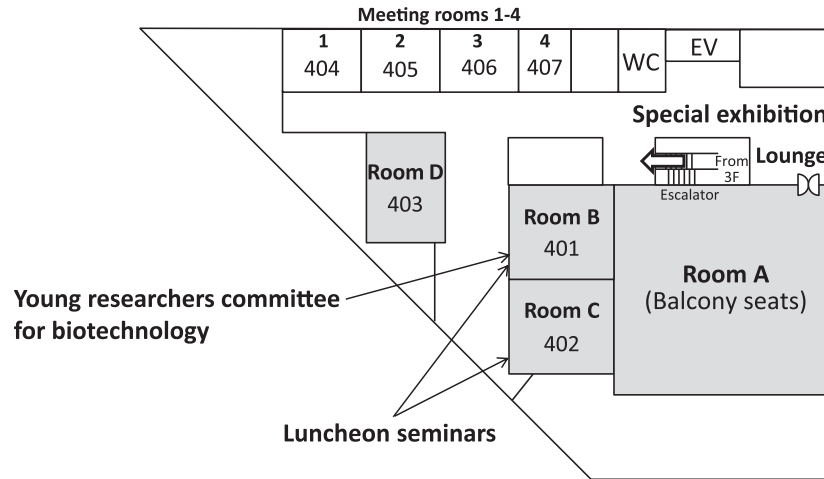 Meeting rooms 1-4
1
404
2
405
3
406
4
407
WC
EV
Special exhibition
Room D
403
From
3F
Lounge
Escalator
Room B
401
Room A
(Balcony seats)
Young researchers committee
for biotechnology
Room C
402
Luncheon seminars